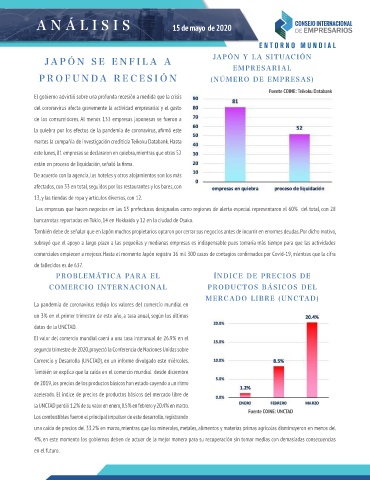 ANÁLISIS
15 de mayo de 2020
CONSEJO INTERNACIONAL
DE EMPRESARIOS
ENTORNO MUNDIAL
JAPÓN SE ENFILA A
PROFUNDA RECESIÓN
El gobierno advirtió sobre una profunda recesión a medida que la crisis
del coronavirus afecta gravemente la actividad empresarial y el gasto
de los consumidores. Al menos 133 empresas japonesas se fueron a
la quiebra por los efectos de la pandemia de coronavirus, afirmó este
martes la compañía de investigación crediticia Teikoku Databank. Hasta
este lunes, 81 empresas se declararon en quiebra, mientras que otras 52
están en proceso de liquidación, señaló la firma.
De acuerdo con la agencia, los hoteles y otros alojamientos son los más
afectados, con 33 en total, seguidos por los restaurantes y los bares, con
13, y las tiendas de ropa y artículos diversos, con 12.
JAPÓN Y LA SITUACIÓN
EMPRESARIAL
(NÚMERO DE EMPRESAS)
Fuente COINE: Teikoku Databank
90
80
70
60
50
40
30
20
10
0
81
52
empresas en quiebra
proceso de liquidación
Las empresas que hacen negocios en las 13 prefecturas designadas como regiones de alerta especial representaron el 60% del total, con 28
bancarrotas reportadas en Tokio, 14 en Hokkaido y 12 en la ciudad de Osaka.
También debe de señalar que en Japón muchos propietarios optaron por cerrar sus negocios antes de incurrir en enormes deudas. Por dicho motivo,
subrayó que el apoyo a largo plazo a las pequeñas y medianas empresas es indispensable pues tomaría más tiempo para que las actividades
comerciales empiecen a mejorar. Hasta el momento Japón registra 16 mil 300 casos de contagios confirmados por Covid-19, mientras que la cifra
de fallecidos es de 637.
PROBLEMÁTICA PARA EL
COMERCIO INTERNACIONAL
La pandemia de coronavirus redujo los valores del comercio mundial en
un 3% en el primer trimestre de este año, a tasa anual, según los últimos
datos de la UNCTAD.
El valor del comercio mundial caerá a una tasa interanual de 26.9% en el
segundo trimestre de 2020, proyectó la Conferencia de Naciones Unidas sobre
Comercio y Desarrollo (UNCTAD), en un informe divulgado este miércoles.
También se explica que la caída en el comercio mundial desde diciembre
de 2019, los precios de los productos básicos han estado cayendo a un ritmo
acelerado. El índice de precios de productos básicos del mercado libre de
la UNCTAD perdió 1.2% de su valor en enero, 8.5% en febrero y 20.4% en marzo.
Los combustibles fueron el principal impulsor de este desarrollo, registrando
una caída de precios del 33.2% en marzo, mientras que los minerales, metales, alimentos y materias primas agrícolas disminuyeron en menos del
4%, en este momento los gobiernos deben de actuar de la mejor manera para su recuperación sin tomar medidas con demasiadas consecuencias
en el futuro.
ÍNDICE DE PRECIOS DE
PRODUCTOS BÁSICOS DEL
MERCADO LIBRE (UNCTAD)
20.0%
15.0%
10.0%
5.0%
0.0%
1.2%
8.5%
20.4%
ENERO
FEBRERO
MARZO
Fuente COINE: UNCTAD